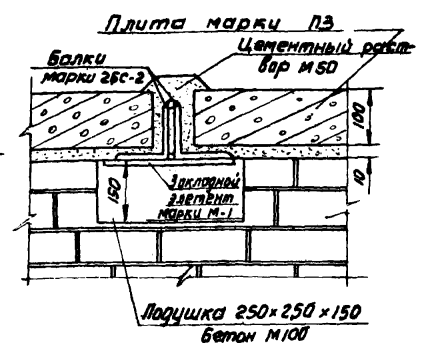 Плита марки П3
Балки
марки 2БС-2
Цементный раст-
вор М50
100
10
150
Закладной
элемент
марки М-1
Подушка 250×250×150
бетон М100